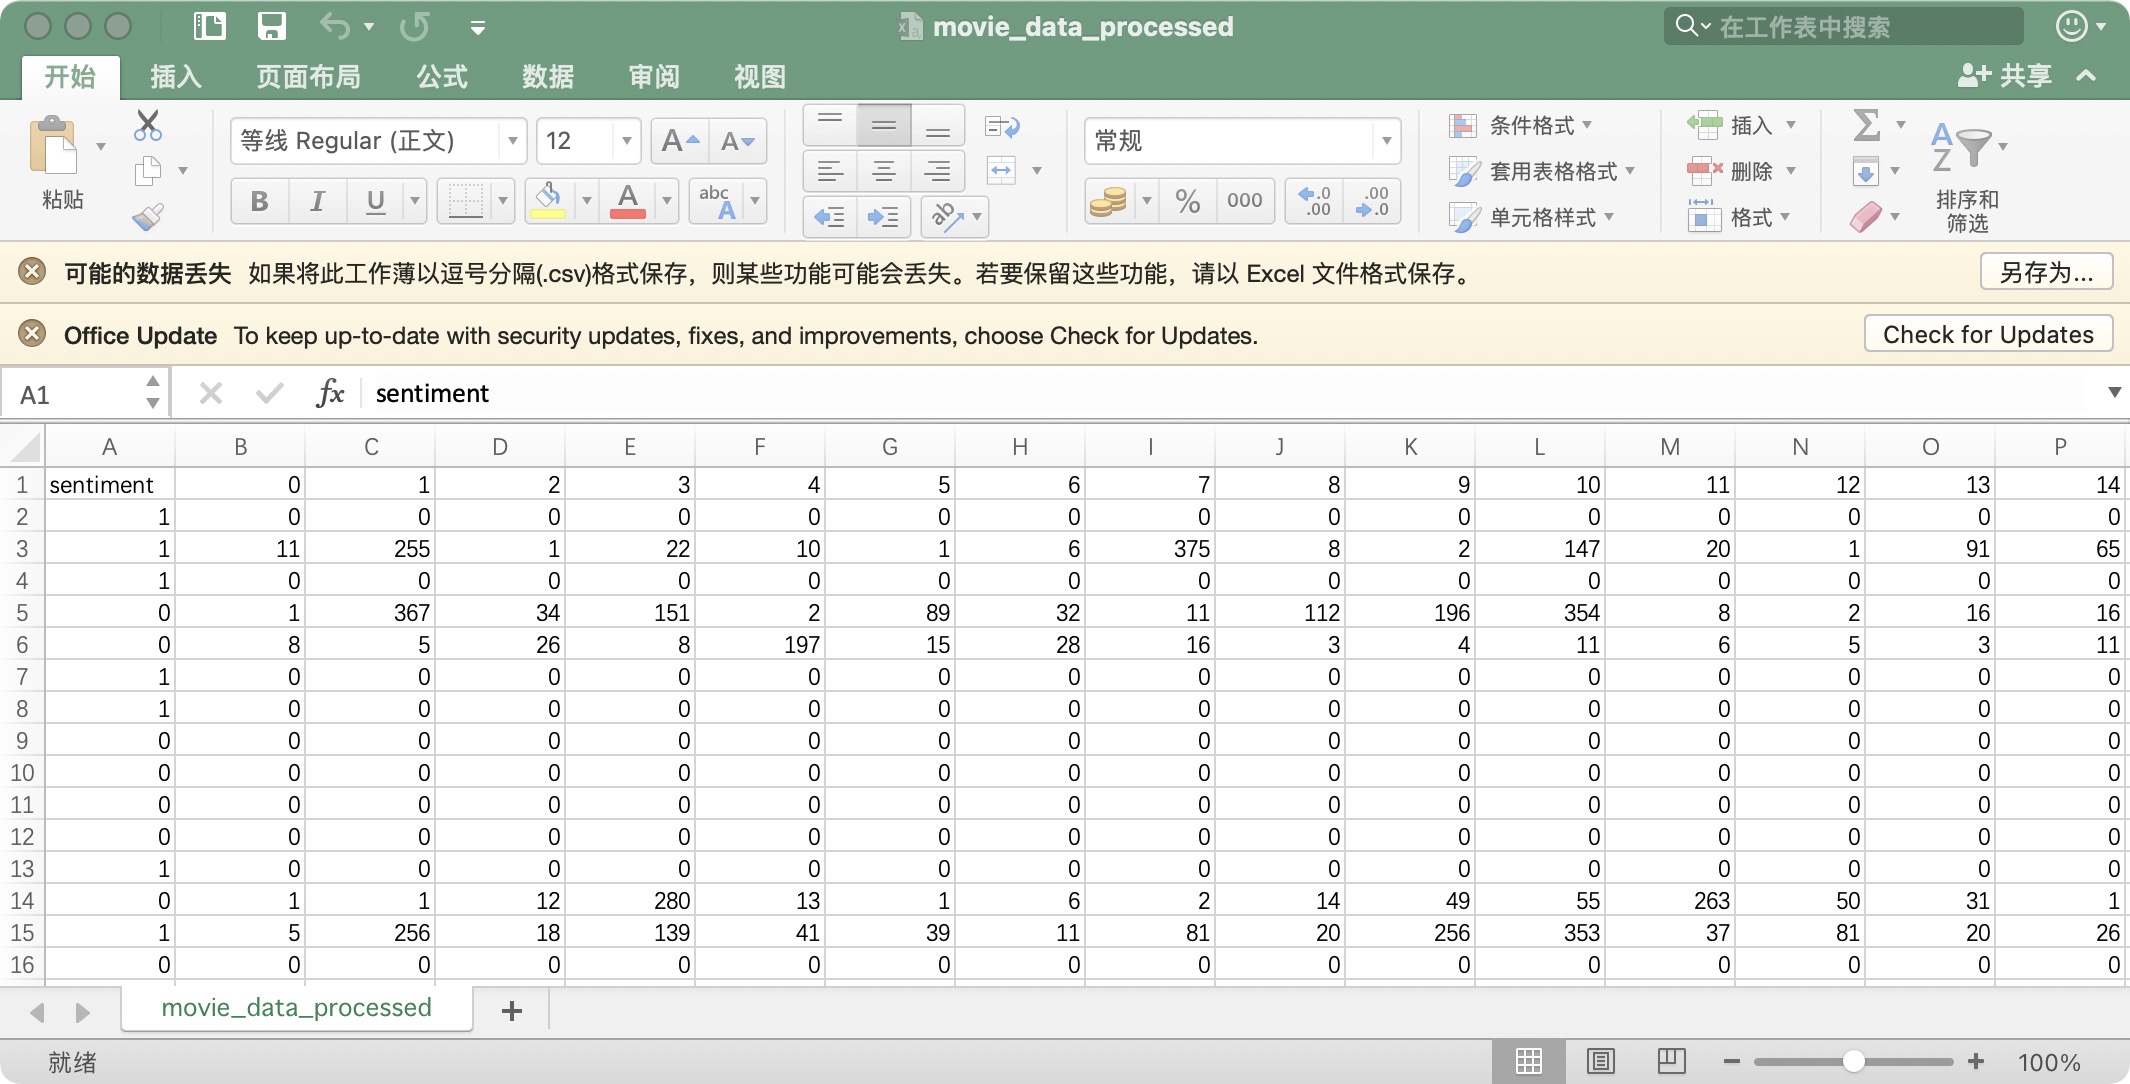 movie_data_processed
在工作表中搜索
开始 插入 页面布局 公式 数据 审阅 视图 共享
粘贴
等线 Regular (正文) 12 A A
B I U A abc A
ab
常规
% 000 .0 .00 .00 .0
条件格式
套用表格格式
单元格样式
插入
删除
格式
Σ
A Z
排序和
筛选
可能的数据丢失 如果将此工作薄以逗号分隔(.csv)格式保存，则某些功能可能会丢失。若要保留这些功能，请以 Excel 文件格式保存。 另存为...
Office Update To keep up-to-date with security updates, fixes, and improvements, choose Check for Updates. Check for Updates
A1 fx sentiment
A B C D E F G H I J K L M N O P
1 sentiment 0 1 2 3 4 5 6 7 8 9 10 11 12 13 14
2 1 0 0 0 0 0 0 0 0 0 0 0 0 0 0 0
3 1 11 255 1 22 10 1 6 375 8 2 147 20 1 91 65
4 1 0 0 0 0 0 0 0 0 0 0 0 0 0 0 0
5 0 1 367 34 151 2 89 32 11 112 196 354 8 2 16 16
6 0 8 5 26 8 197 15 28 16 3 4 11 6 5 3 11
7 1 0 0 0 0 0 0 0 0 0 0 0 0 0 0 0
8 1 0 0 0 0 0 0 0 0 0 0 0 0 0 0 0
9 0 0 0 0 0 0 0 0 0 0 0 0 0 0 0 0
10 0 0 0 0 0 0 0 0 0 0 0 0 0 0 0 0
11 0 0 0 0 0 0 0 0 0 0 0 0 0 0 0 0
12 0 0 0 0 0 0 0 0 0 0 0 0 0 0 0 0
13 1 0 0 0 0 0 0 0 0 0 0 0 0 0 0 0
14 0 1 1 12 280 13 1 6 2 14 49 55 263 50 31 1
15 1 5 256 18 139 41 39 11 81 20 256 353 37 81 20 26
16 0 0 0 0 0 0 0 0 0 0 0 0 0 0 0 0
movie_data_processed +
就绪 100%